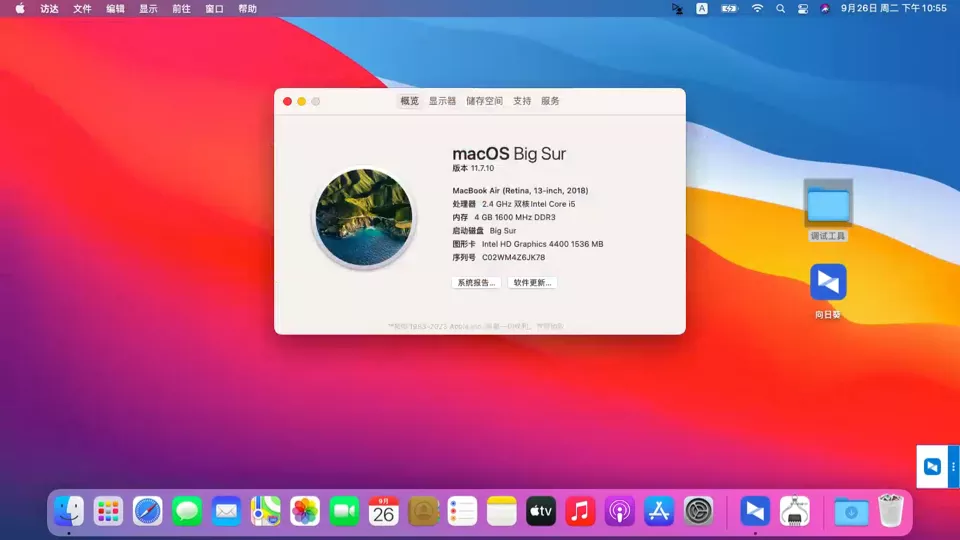 访达 文件 编辑 显示 前往 窗口 帮助 A 9月26日 周二 下午10:55
概览 显示器 储存空间 支持 服务
macOS Big Sur
版本 11.7.10
MacBook Air (Retina, 13-inch, 2018)
处理器 2.4 GHz 双核Intel Core i5
内存 4 GB 1600 MHz DDR3
启动磁盘 Big Sur
图形卡 Intel HD Graphics 4400 1536 MB
序列号 C02WM4Z6JK78
系统报告... 软件更新...
调试工具
向日葵
9月
26
tv